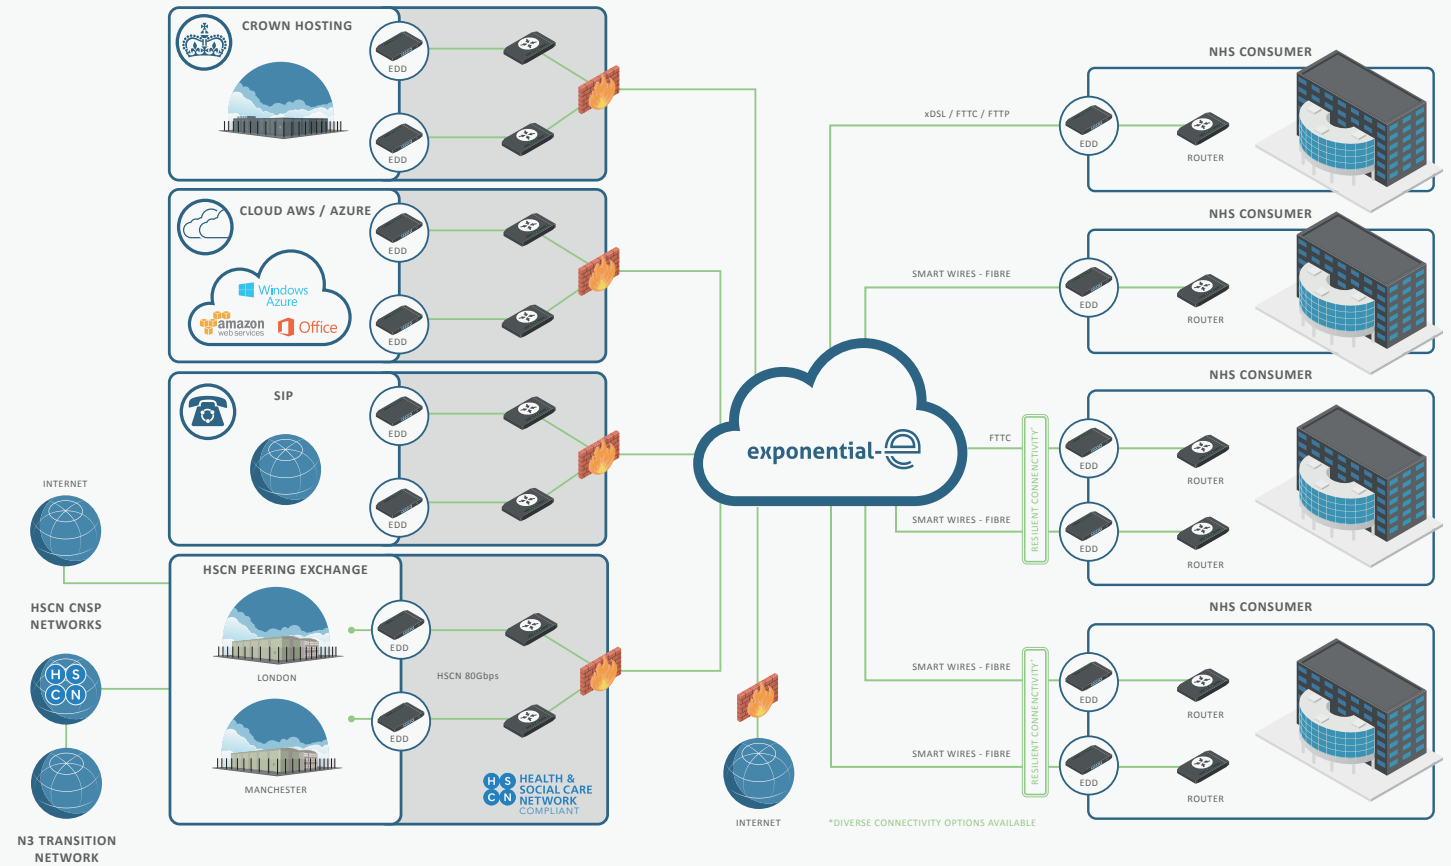 CROWN HOSTING
EDD
EDD
CLOUD AWS / AZURE
Windows
Azure
amazon
web services
Office
EDD
EDD
SIP
EDD
EDD
INTERNET
HSCN CNSP
NETWORKS
H S
C N
N3 TRANSITION
NETWORK
HSCN PEERING EXCHANGE
LONDON
MANCHESTER
EDD
EDD
HSCN 80Gbps
H S
C N
HEALTH &
SOCIAL CARE
NETWORK
COMPLIANT
exponential-e
INTERNET
*DIVERSE CONNECTIVITY OPTIONS AVAILABLE
NHS CONSUMER
xDSL / FTTC / FTTP
EDD
ROUTER
NHS CONSUMER
SMART WIRES - FIBRE
EDD
ROUTER
NHS CONSUMER
FTTC
RESILIENT CONNENCTIVITY*
EDD
ROUTER
SMART WIRES - FIBRE
EDD
ROUTER
NHS CONSUMER
SMART WIRES - FIBRE
RESILIENT CONNENCTIVITY*
EDD
ROUTER
SMART WIRES - FIBRE
EDD
ROUTER